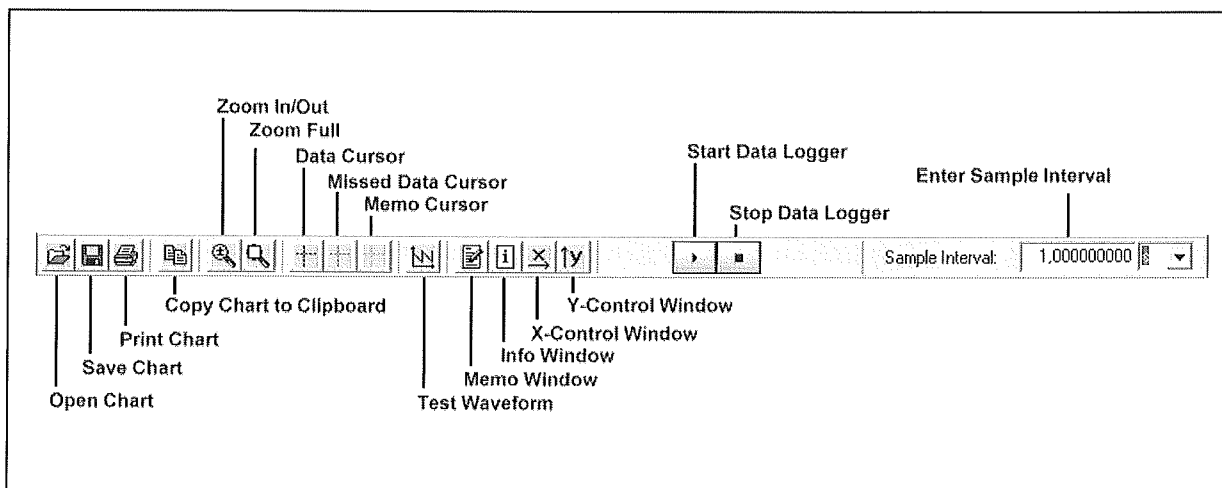 Zoom In/Out
Zoom Full
Data Cursor
Missed Data Cursor
Memo Cursor
Start Data Logger
Stop Data Logger
Enter Sample Interval
Sample Interval: 1,000000000
i
x
y
Copy Chart to Clipboard
Print Chart
Save Chart
Open Chart
Y-Control Window
X-Control Window
Info Window
Memo Window
Test Waveform